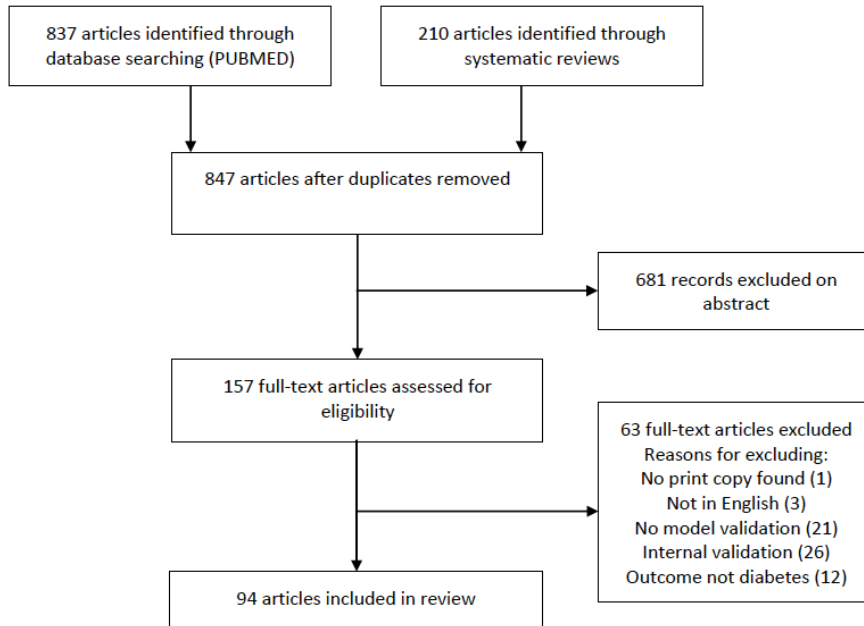 837 articles identified through
database searching (PUBMED)
210 articles identified through
systematic reviews
847 articles after duplicates removed
681 records excluded on
abstract
157 full-text articles assessed for
eligibility
63 full-text articles excluded
Reasons for excluding:
No print copy found (1)
Not in English (3)
No model validation (21)
Internal validation (26)
Outcome not diabetes (12)
94 articles included in review